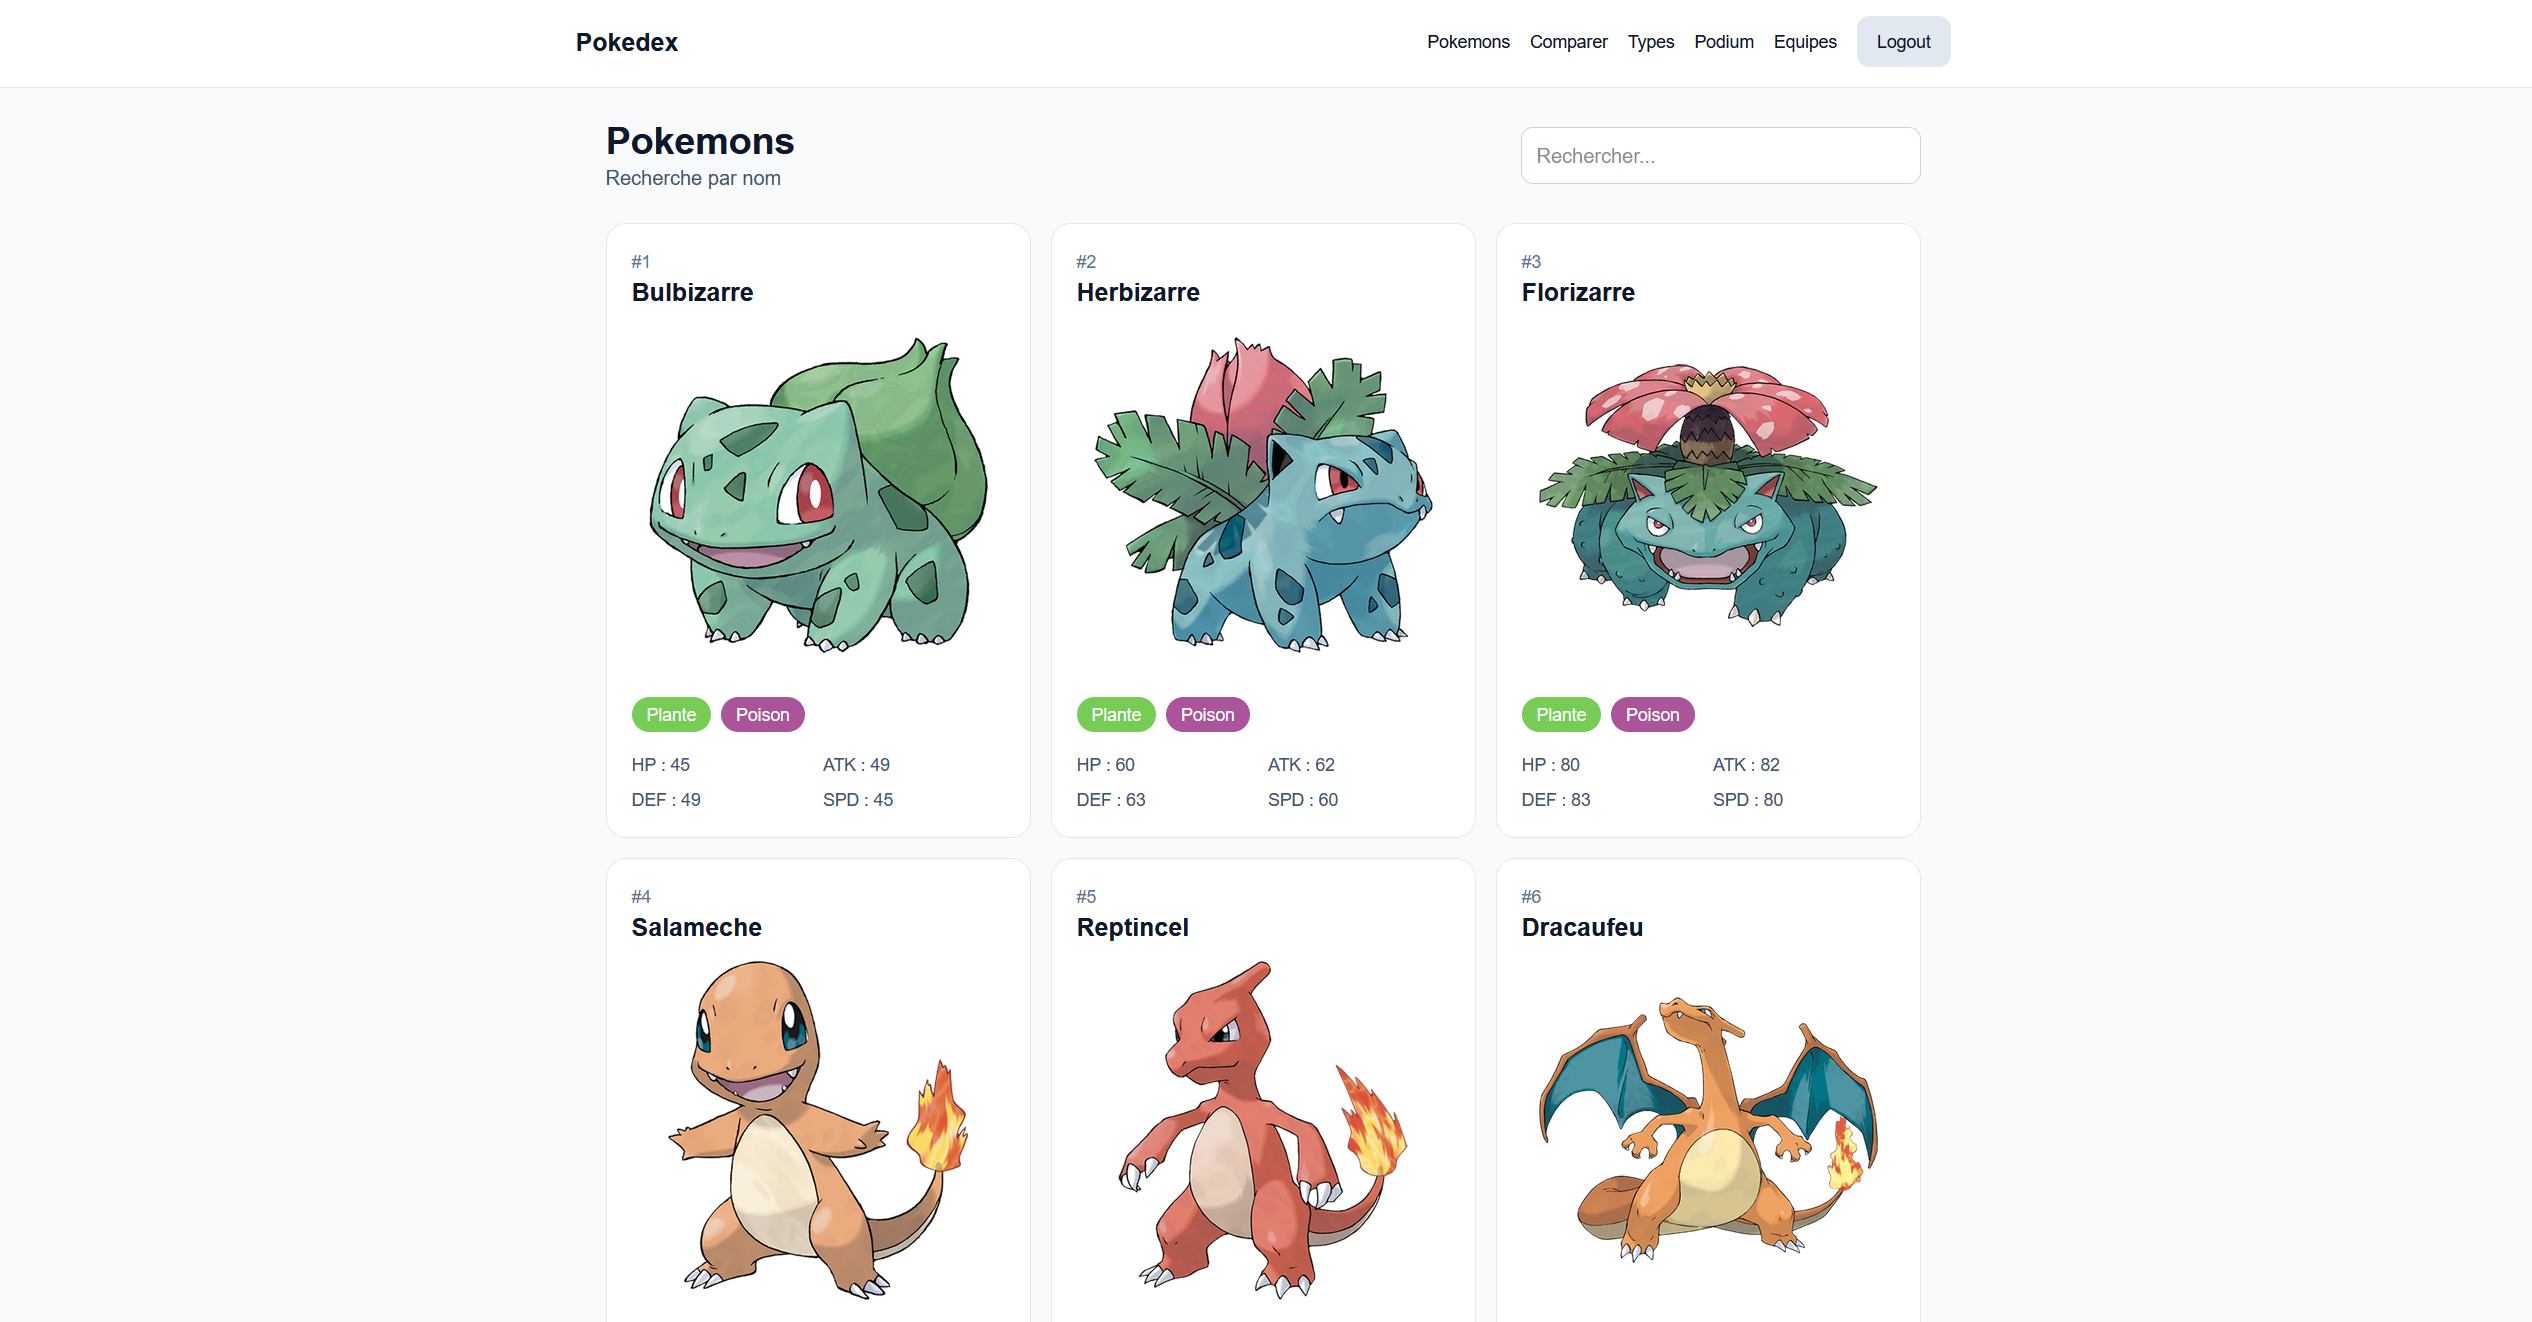 Pokedex
Pokemons Comparer Types Podium Equipes Logout
Pokemons
Recherche par nom
Rechercher...
#1
Bulbizarre
Plante Poison
HP : 45 ATK : 49
DEF : 49 SPD : 45
#2
Herbizarre
Plante Poison
HP : 60 ATK : 62
DEF : 63 SPD : 60
#3
Florizarre
Plante Poison
HP : 80 ATK : 82
DEF : 83 SPD : 80
#4
Salameche
#5
Reptincel
#6
Dracaufeu